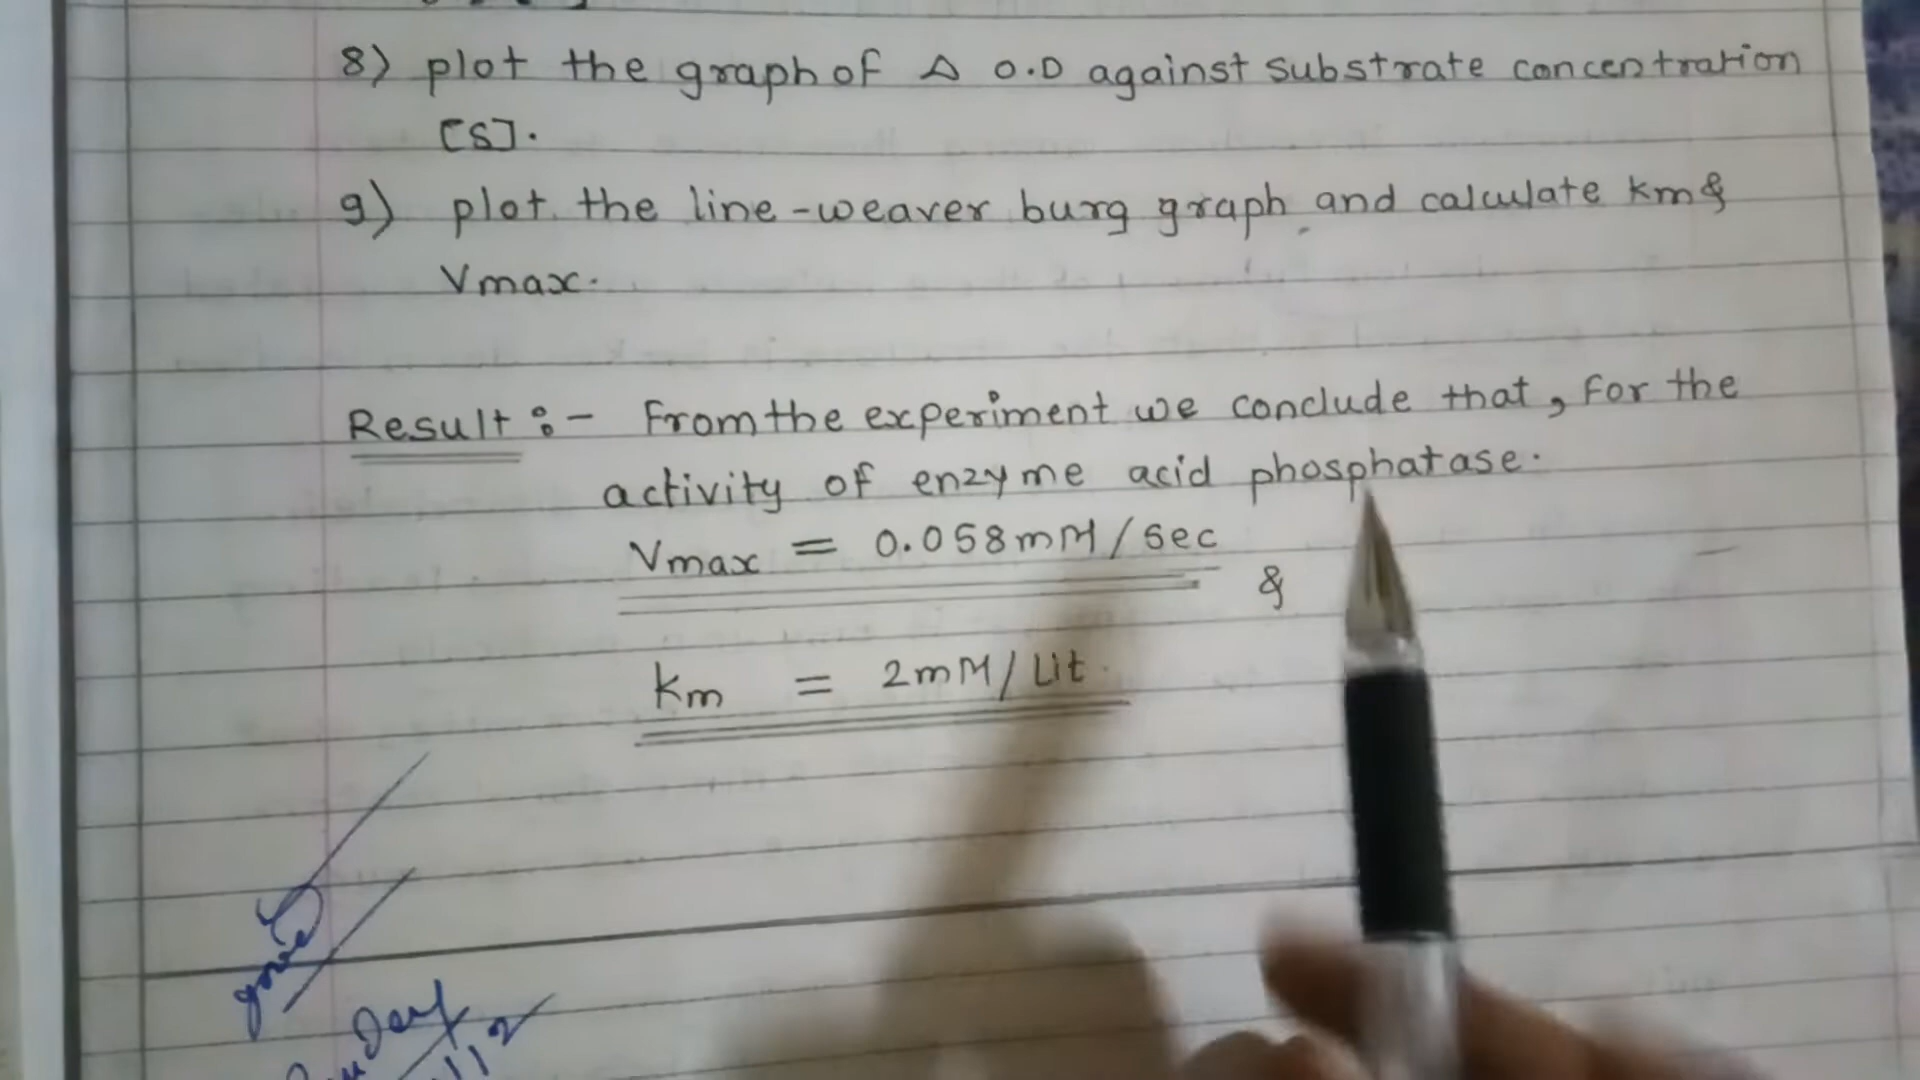 8) plot the graph of Δ O.D against substrate concentration
[S].
9) plot the line-weaver burg graph and calculate km &
Vmax.
Result :- From the experiment we conclude that, for the
activity of enzyme acid phosphatase.
Vmax = 0.058mM/sec
&
km = 2mM/Lit